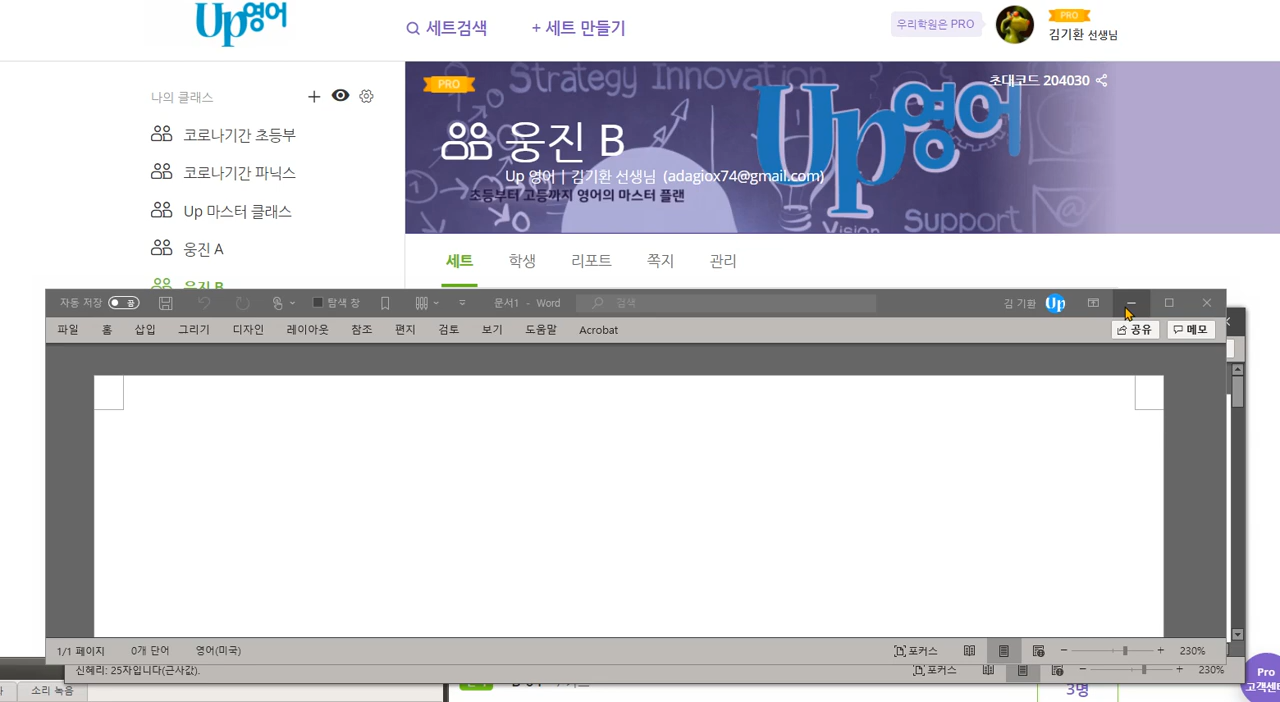 Up영어
세트검색
+ 세트 만들기
우리학원은 PRO
PRO
김기환 선생님
나의 클래스
코로나기간 초등부
코로나기간 파닉스
Up 마스터 클래스
웅진 A
웅진 B
PRO
Strategy Innovation
초대코드 204030
웅진 B
Up영어
Up 영어 | 김기환 선생님 (adagiox74@gmail.com)
초등부터 고등까지 영어의 마스터 플랜
Support
Vision
세트
학생
리포트
쪽지
관리
자동 저장
끔
탐색 창
문서1 - Word
검색
김 기환
Up
파일
홈
삽입
그리기
디자인
레이아웃
참조
편지
검토
보기
도움말
Acrobat
공유
메모
1/1 페이지
0개 단어
영어(미국)
포커스
230%
신혜리: 25자입니다(근사값).
포커스
230%
소리 녹음
3명
Pro
고객센터